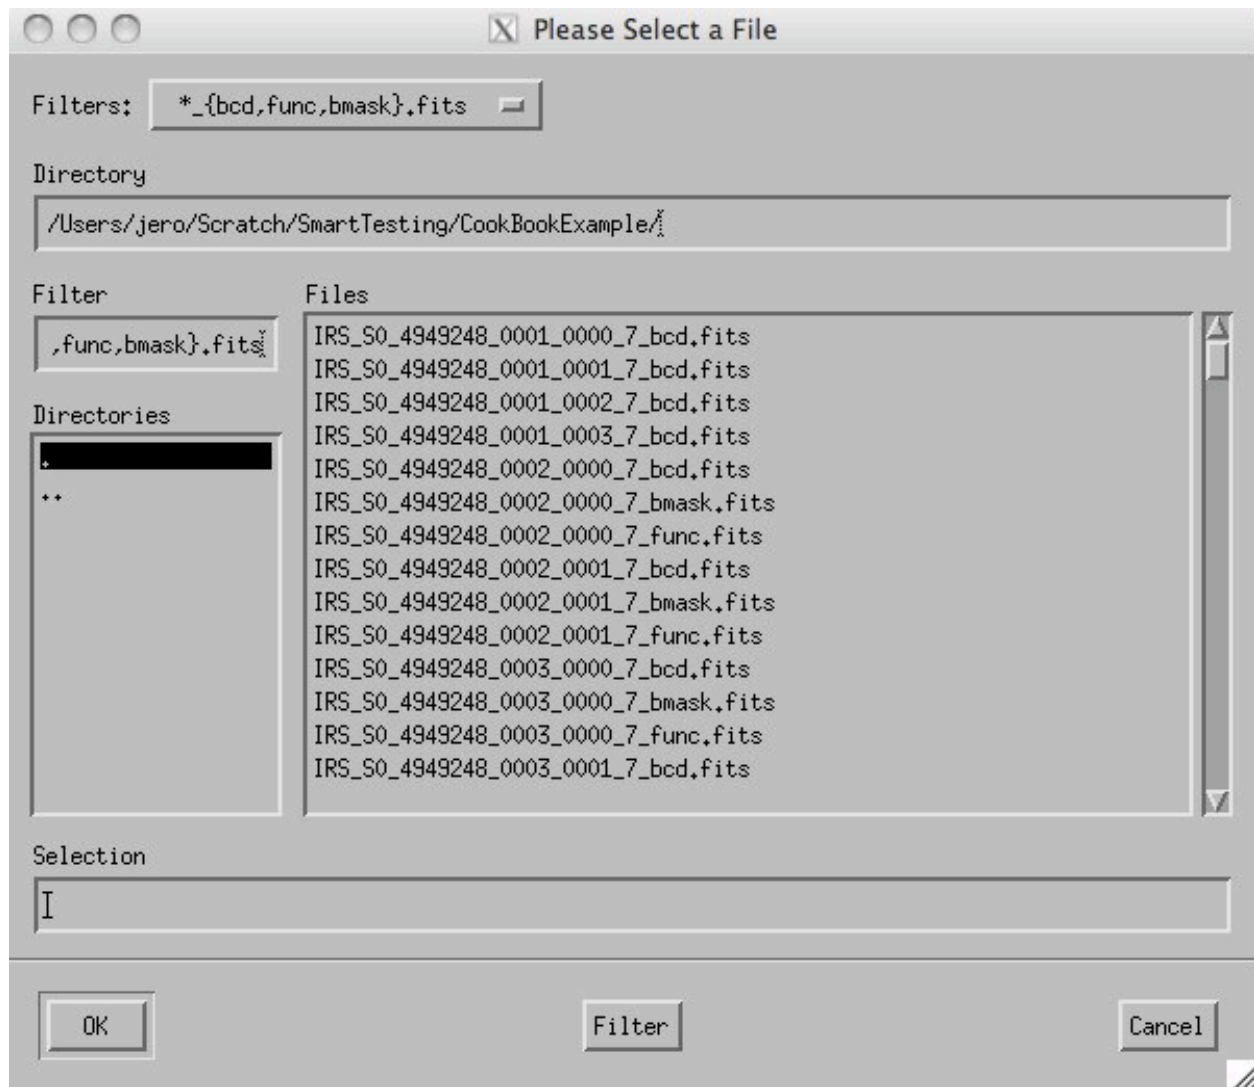 Please Select a File
Filters: *_{bcd,func,bmask}.fits
Directory
/Users/jero/Scratch/SmartTesting/CookBookExample/
Filter
,func,bmask}.fits
Files
IRS_S0_4949248_0001_0000_7_bcd.fits
IRS_S0_4949248_0001_0001_7_bcd.fits
IRS_S0_4949248_0001_0002_7_bcd.fits
IRS_S0_4949248_0001_0003_7_bcd.fits
IRS_S0_4949248_0002_0000_7_bcd.fits
IRS_S0_4949248_0002_0000_7_bmask.fits
IRS_S0_4949248_0002_0000_7_func.fits
IRS_S0_4949248_0002_0001_7_bcd.fits
IRS_S0_4949248_0002_0001_7_bmask.fits
IRS_S0_4949248_0002_0001_7_func.fits
IRS_S0_4949248_0003_0000_7_bcd.fits
IRS_S0_4949248_0003_0000_7_bmask.fits
IRS_S0_4949248_0003_0000_7_func.fits
IRS_S0_4949248_0003_0001_7_bcd.fits
Directories
.
..
Selection
OK
Filter
Cancel